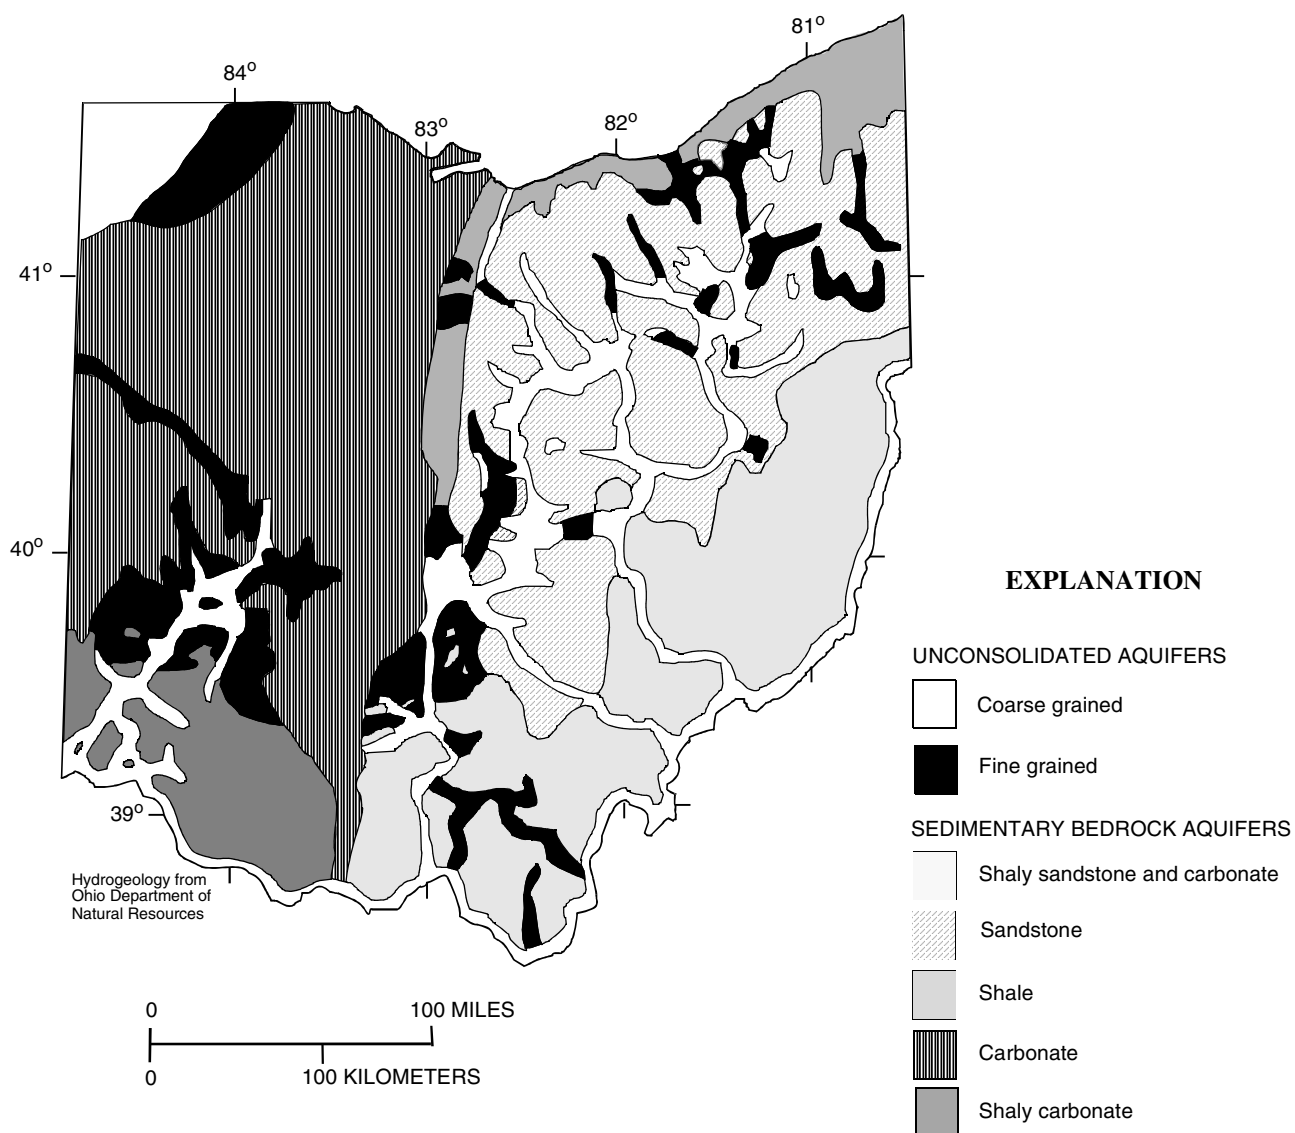 81°
84°
83°
82°
41°
40°
39°
Hydrogeology from
Ohio Department of
Natural Resources
0
100 MILES
0
100 KILOMETERS
EXPLANATION
UNCONSOLIDATED AQUIFERS
Coarse grained
Fine grained
SEDIMENTARY BEDROCK AQUIFERS
Shaly sandstone and carbonate
Sandstone
Shale
Carbonate
Shaly carbonate